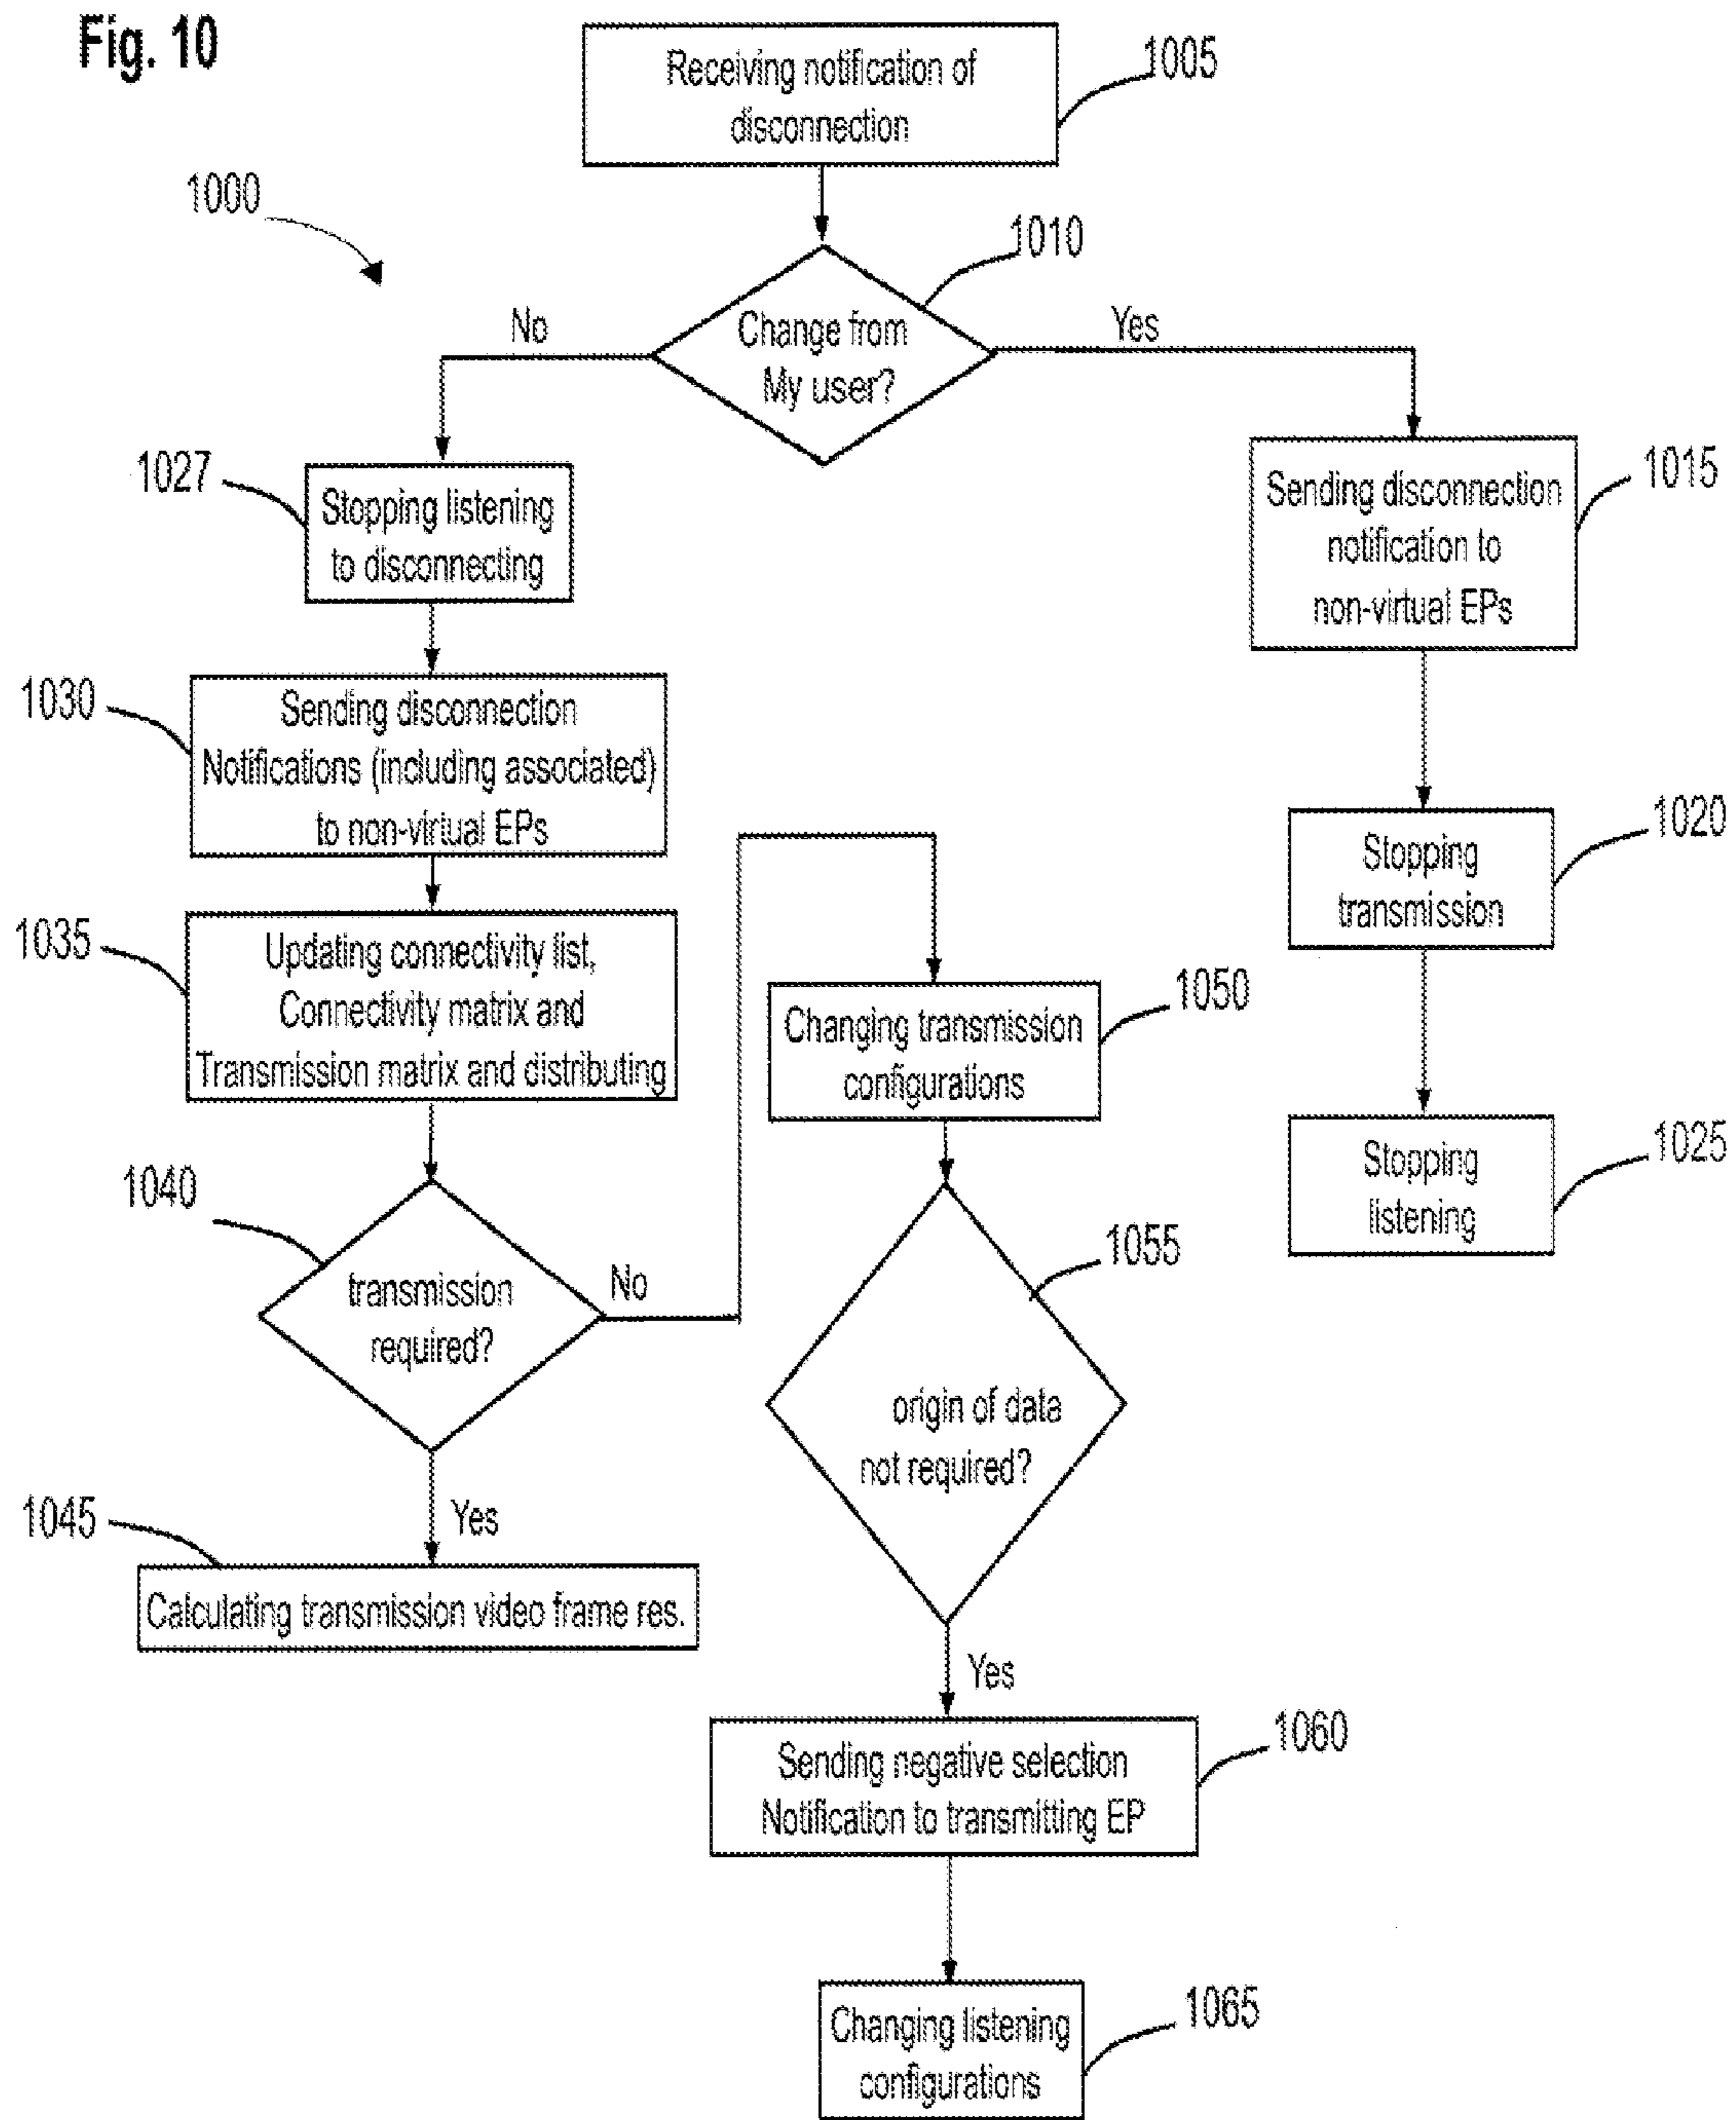 Fig. 10
Receiving notification of
disconnection
1005
1000
1010
Change from
My user?
No
Yes
1027
Stopping listening
to disconnecting
Sending disconnection
notification to
non-virtual EPs
1015
1030
Sending disconnection
Notifications (including associated)
to non-virtual EPs
Stopping
transmission
1020
1035
Updating connectivity list,
Connectivity matrix and
Transmission matrix and distributing
Changing transmission
configurations
1050
Stopping
listening
1025
1040
transmission
required?
No
Yes
1055
origin of data
not required?
1045
Calculating transmission video frame res.
Yes
Sending negative selection
Notification to transmitting EP
1060
Changing listening
configurations
1065